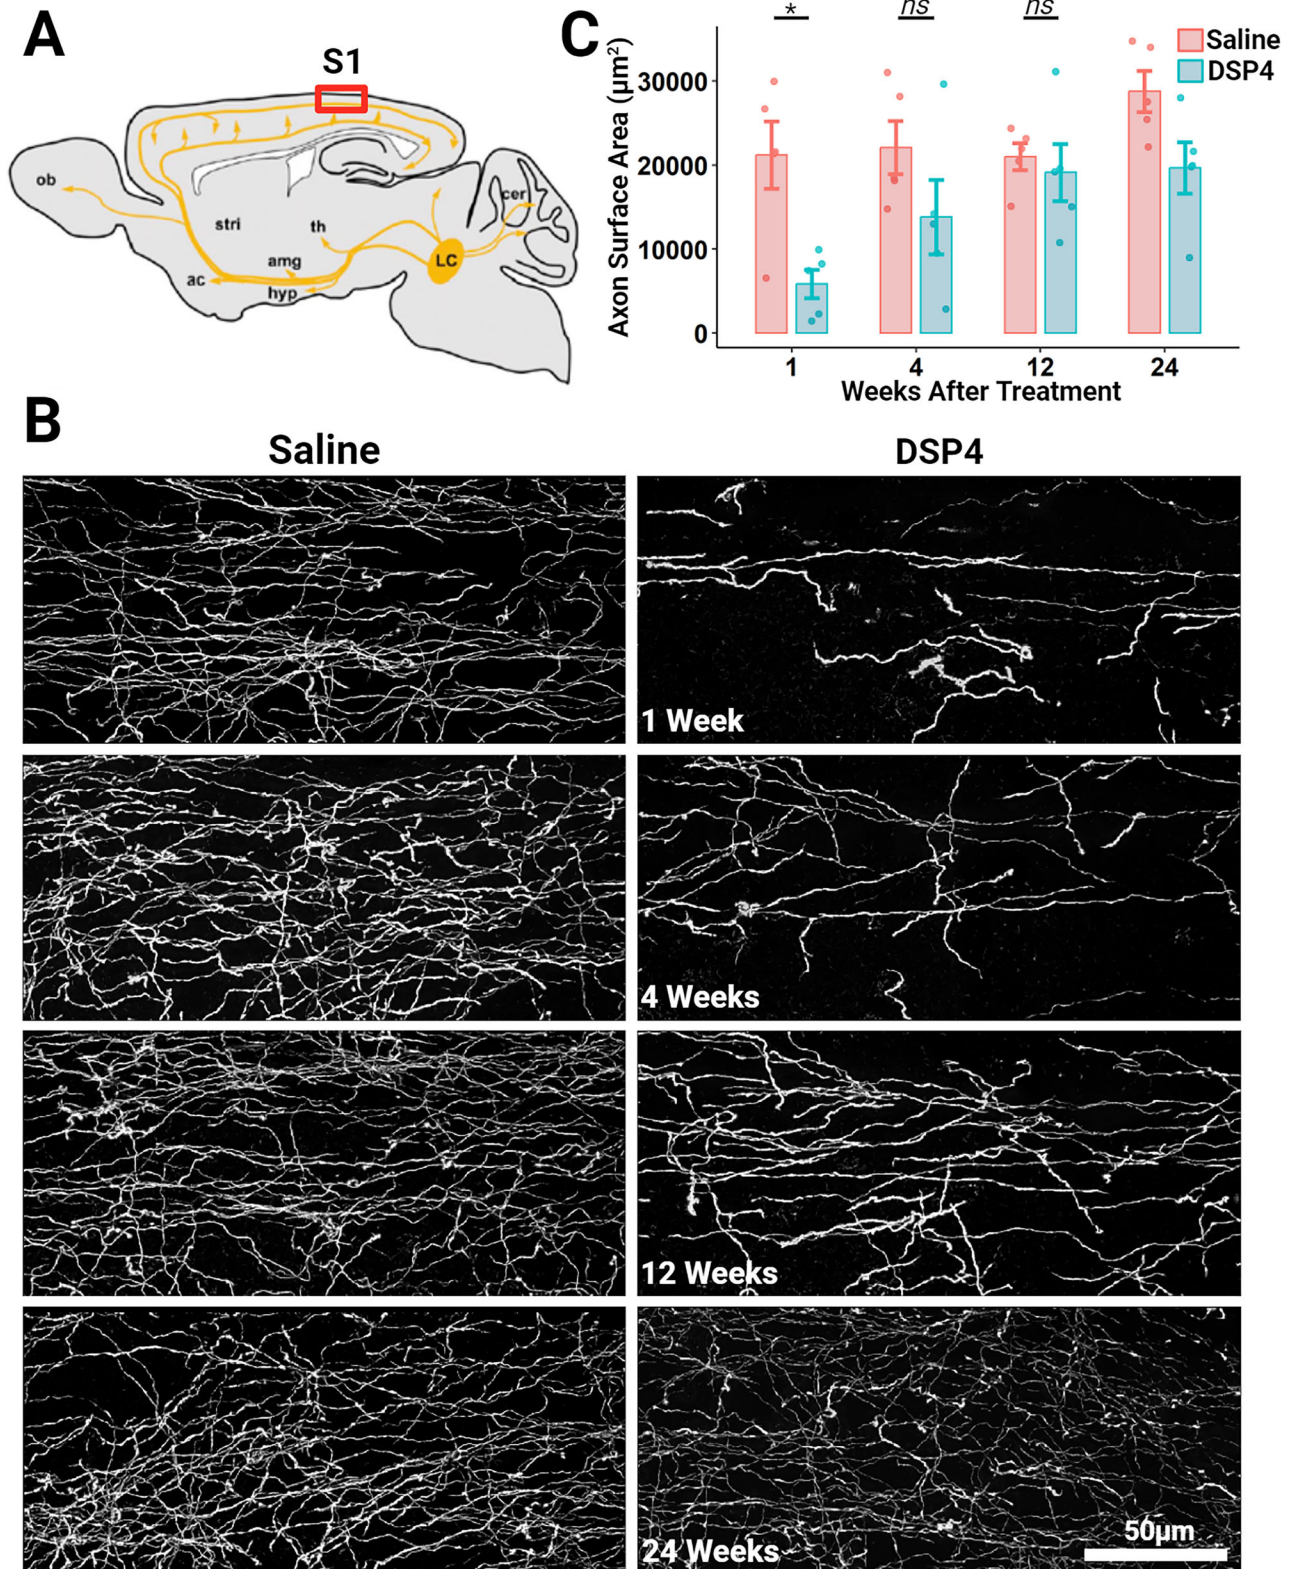 A
S1
ob
stri
th
amg
ac
hyp
LC
cer
C
*
ns
ns
Saline
DSP4
Axon Surface Area (µm²)
30000
20000
10000
0
1
4
12
24
Weeks After Treatment
B
Saline
DSP4
1 Week
4 Weeks
12 Weeks
24 Weeks
50µm